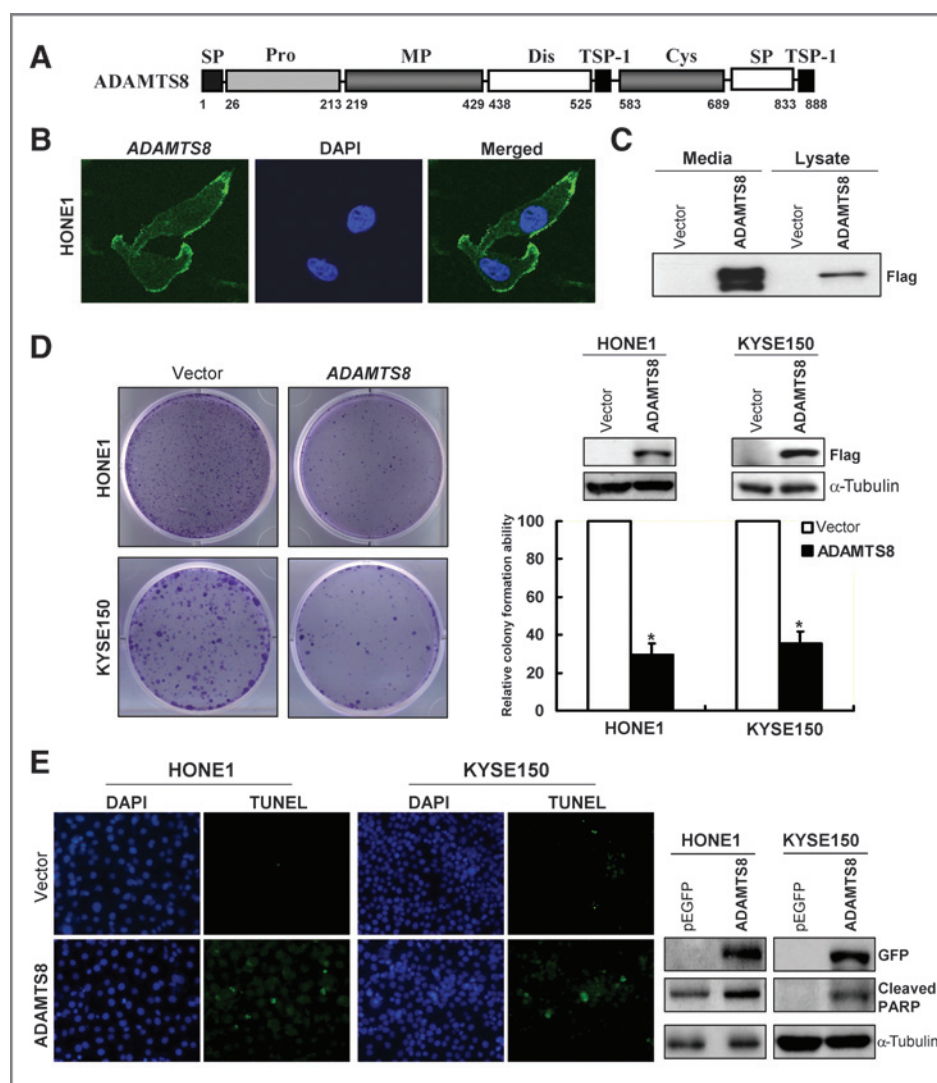 A
SP Pro MP Dis TSP-1 Cys SP TSP-1
ADAMTS8
1 26 213 219 429 438 525 583 689 833 888
B
ADAMTS8 DAPI Merged
HONE1
C
Media Lysate
Vector ADAMTS8 Vector ADAMTS8
Flag
D
Vector ADAMTS8
HONE1
KYSE150
HONE1 KYSE150
Vector ADAMTS8 Vector ADAMTS8
Flag
α-Tubulin
Relative colony formation ability
100
80
60
40
20
0
Vector
ADAMTS8
* *
HONE1 KYSE150
E
HONE1 KYSE150
DAPI TUNEL DAPI TUNEL
Vector
ADAMTS8
HONE1 KYSE150
pEGFP ADAMTS8 pEGFP ADAMTS8
GFP
Cleaved
PARP
α-Tubulin